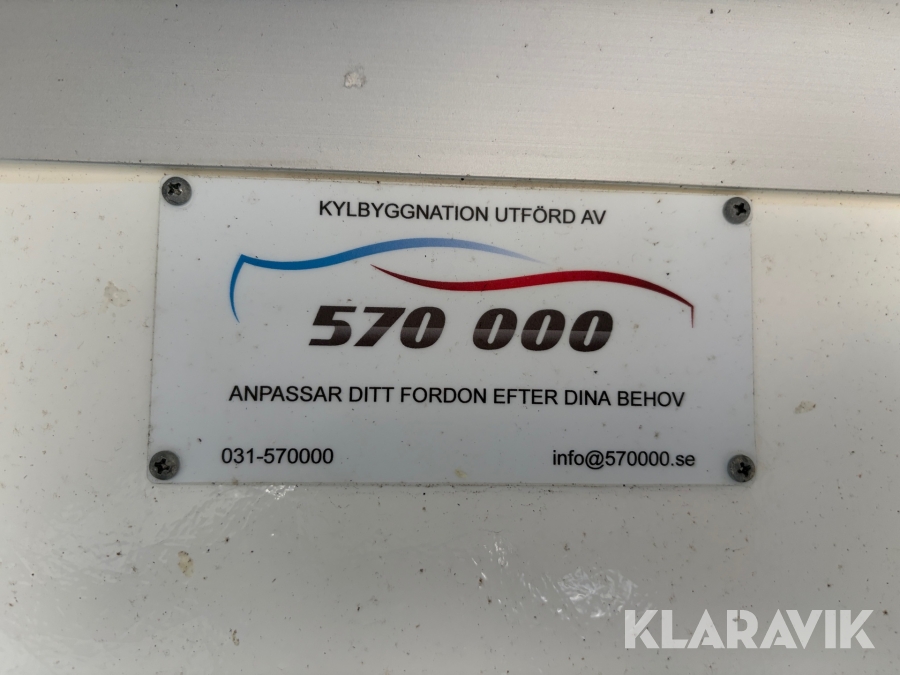 KYLBYGGNATION UTFÖRD AV
570 000
ANPASSAR DITT FORDON EFTER DINA BEHOV
031-570000 info@570000.se
KLARAVIK